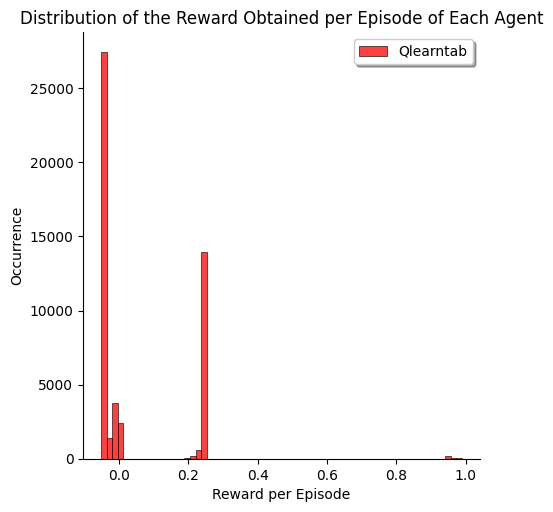 Distribution of the Reward Obtained per Episode of Each Agent
Qlearntab
25000
20000
15000
10000
5000
0
Occurrence
0.0 0.2 0.4 0.6 0.8 1.0
Reward per Episode